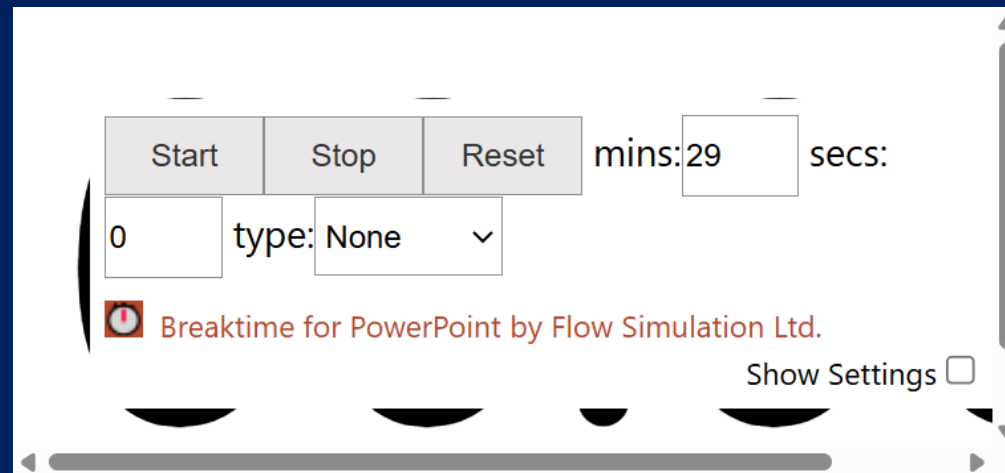 Start Stop Reset mins: 29 secs:
0 type: None
Breaktime for PowerPoint by Flow Simulation Ltd.
Show Settings